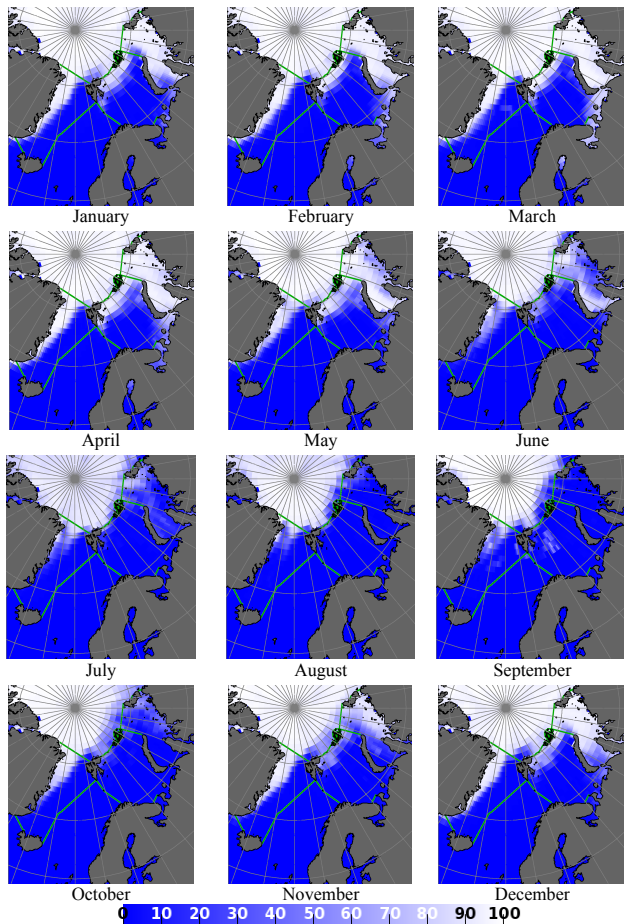 January February March
April May June
July August September
October November December
0 10 20 30 40 50 60 70 80 90 100